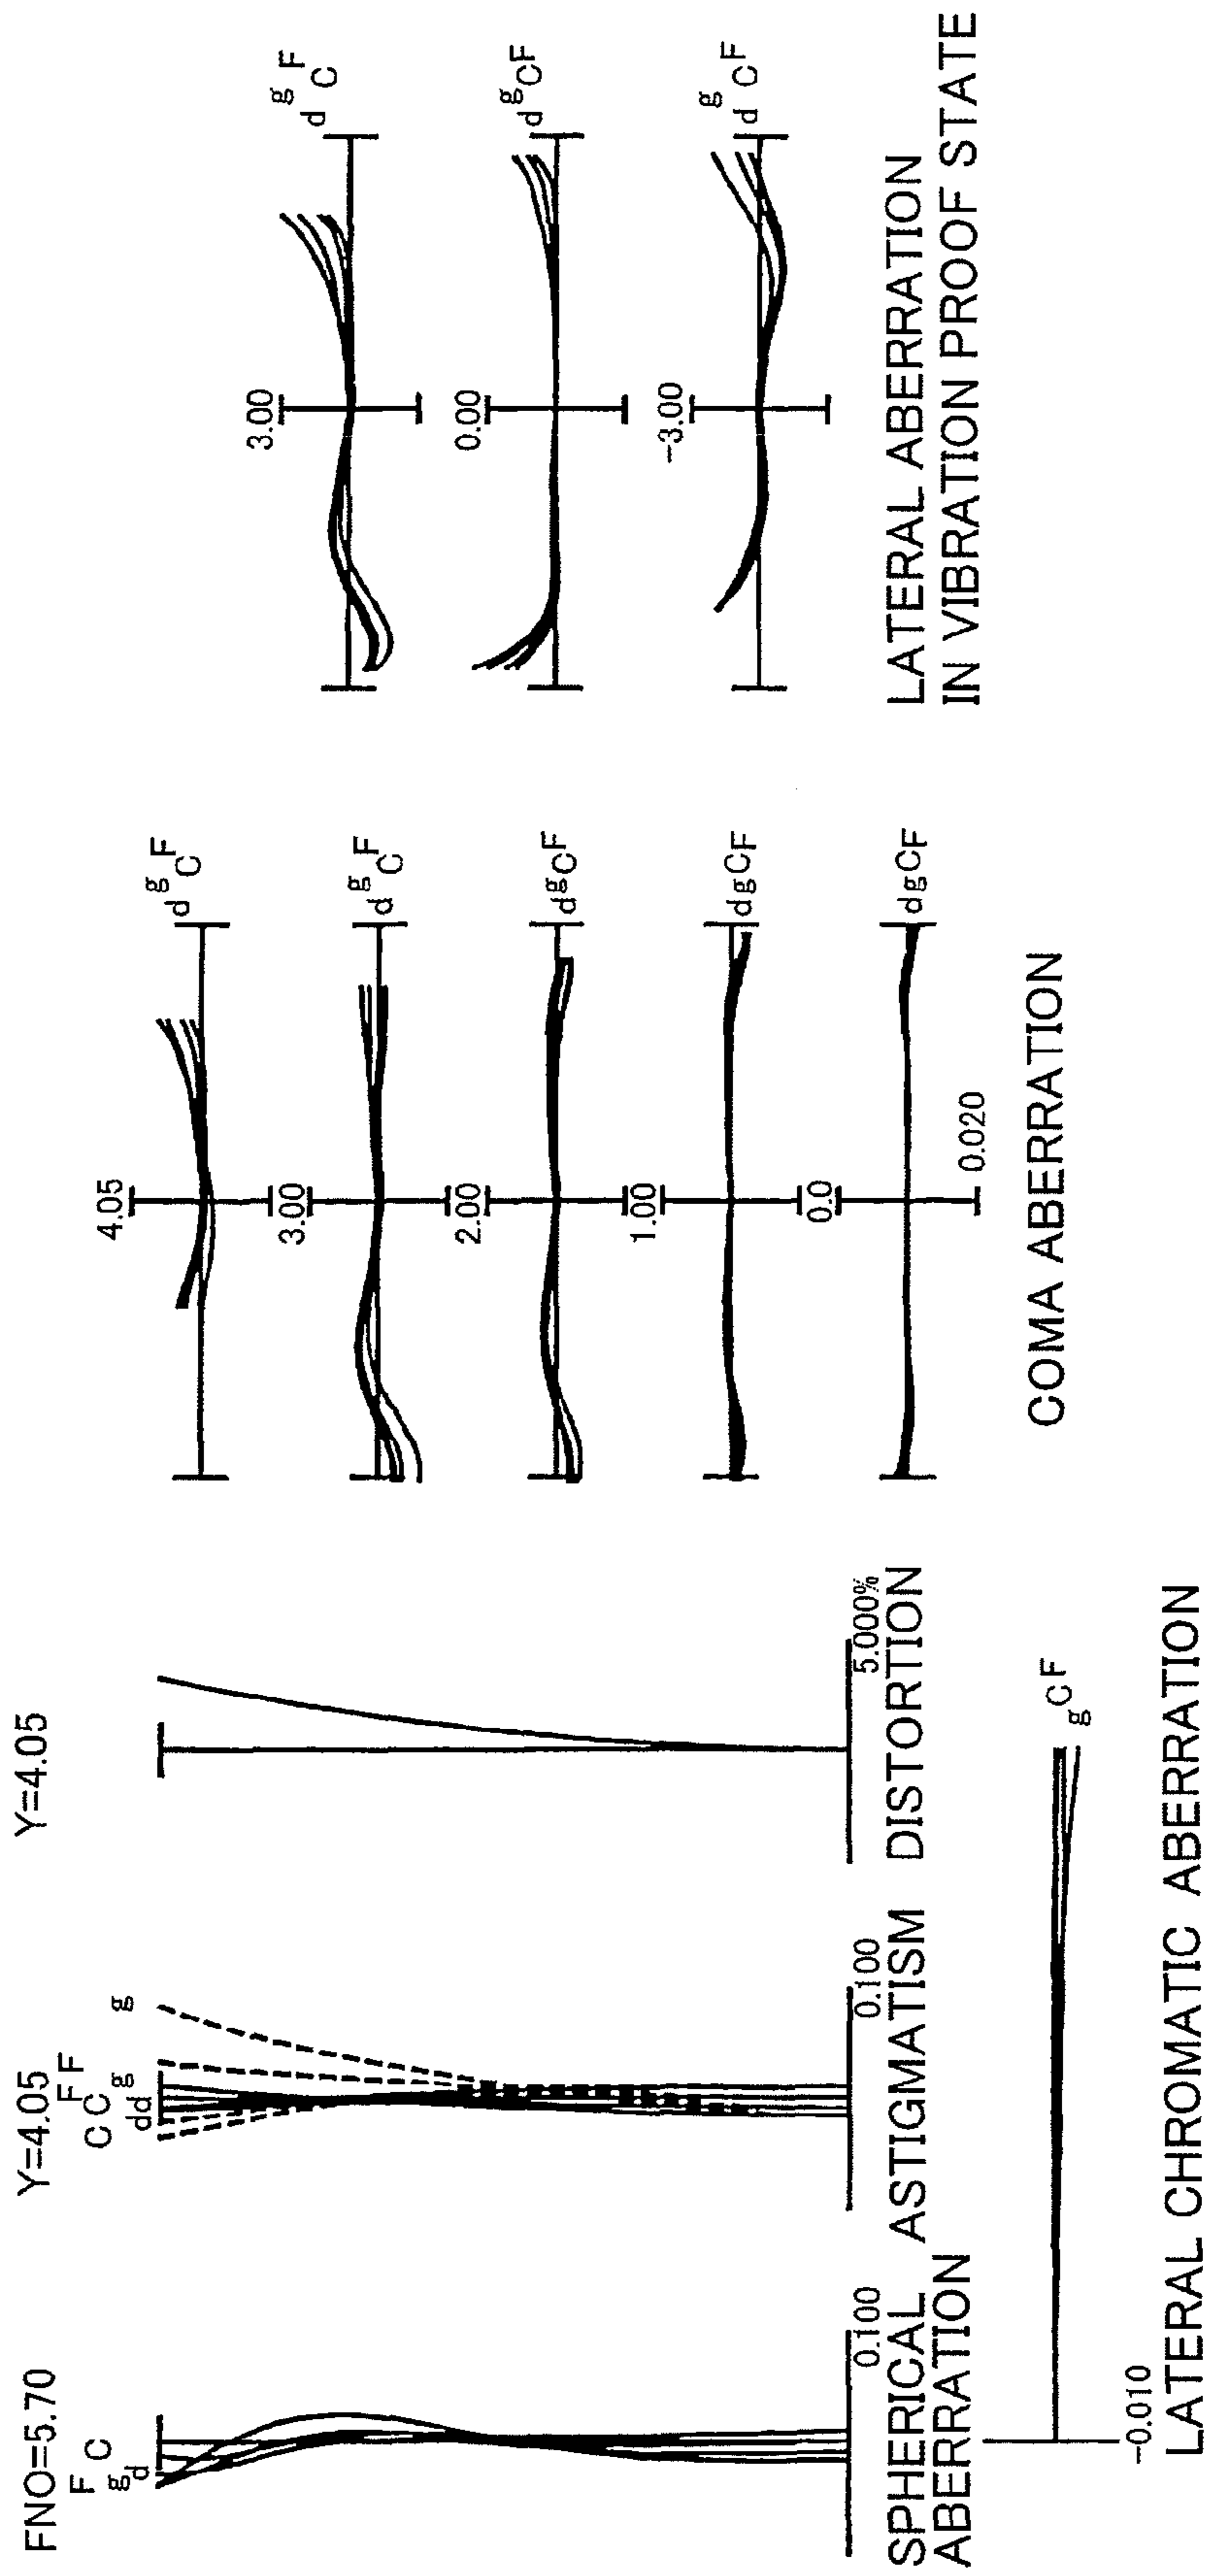 FNO=5.70
F C
g d
0.100
SPHERICAL
ABERRATION
Y=4.05
F F
C C
dd g g
0.100
ASTIGMATISM
Y=4.05
5.000%
DISTORTION
-0.010
g C F
LATERAL CHROMATIC ABERRATION
4.05
d g C F
3.00
d g C F
2.00
d g C F
1.00
d g C F
0.0
d g C F
0.020
COMA ABERRATION
3.00
d g C F
0.00
d g C F
-3.00
d g C F
LATERAL ABERRATION
IN VIBRATION PROOF STATE